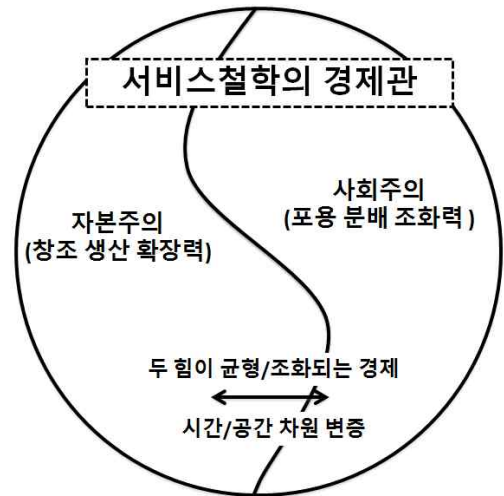 서비스철학의 경제관
사회주의
(포용 분배 조화력 )
자본주의
(창조 생산 확장력)
두 힘이 균형/조화되는 경제
시간/공간 차원 변증